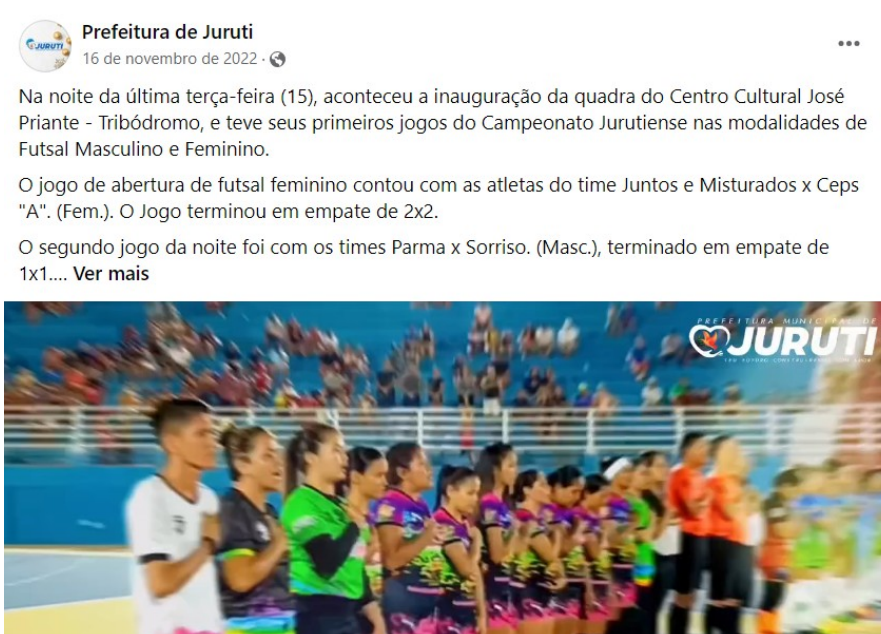 JURUTI
Prefeitura de Juruti
16 de novembro de 2022 ·
Na noite da última terça-feira (15), aconteceu a inauguração da quadra do Centro Cultural José
Priante - Tribódromo, e teve seus primeiros jogos do Campeonato Jurutiense nas modalidades de
Futsal Masculino e Feminino.
O jogo de abertura de futsal feminino contou com as atletas do time Juntos e Misturados x Ceps
"A". (Fem.). O Jogo terminou em empate de 2x2.
O segundo jogo da noite foi com os times Parma x Sorriso. (Masc.), terminado em empate de
1x1.... Ver mais
PREFEITURA MUNICIPAL DE
JURUTI